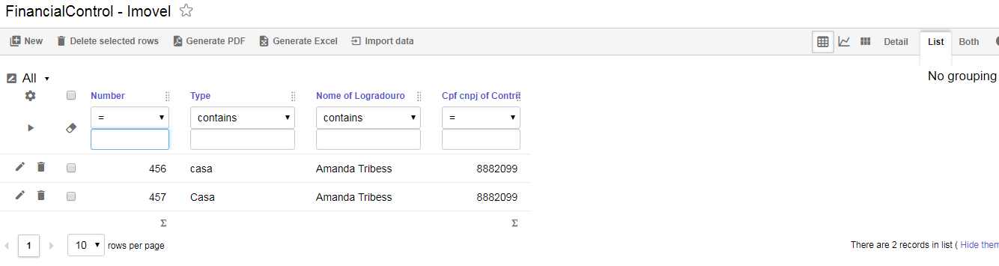 FinancialControl - Imovel
New Delete selected rows Generate PDF Generate Excel Import data Detail List Both
All No grouping
Number Type Nome of Logradouro Cpf cnpj of Contri
= contains contains =
456 casa Amanda Tribess 8882099
457 Casa Amanda Tribess 8882099
Σ Σ
1 10 rows per page There are 2 records in list ( Hide them